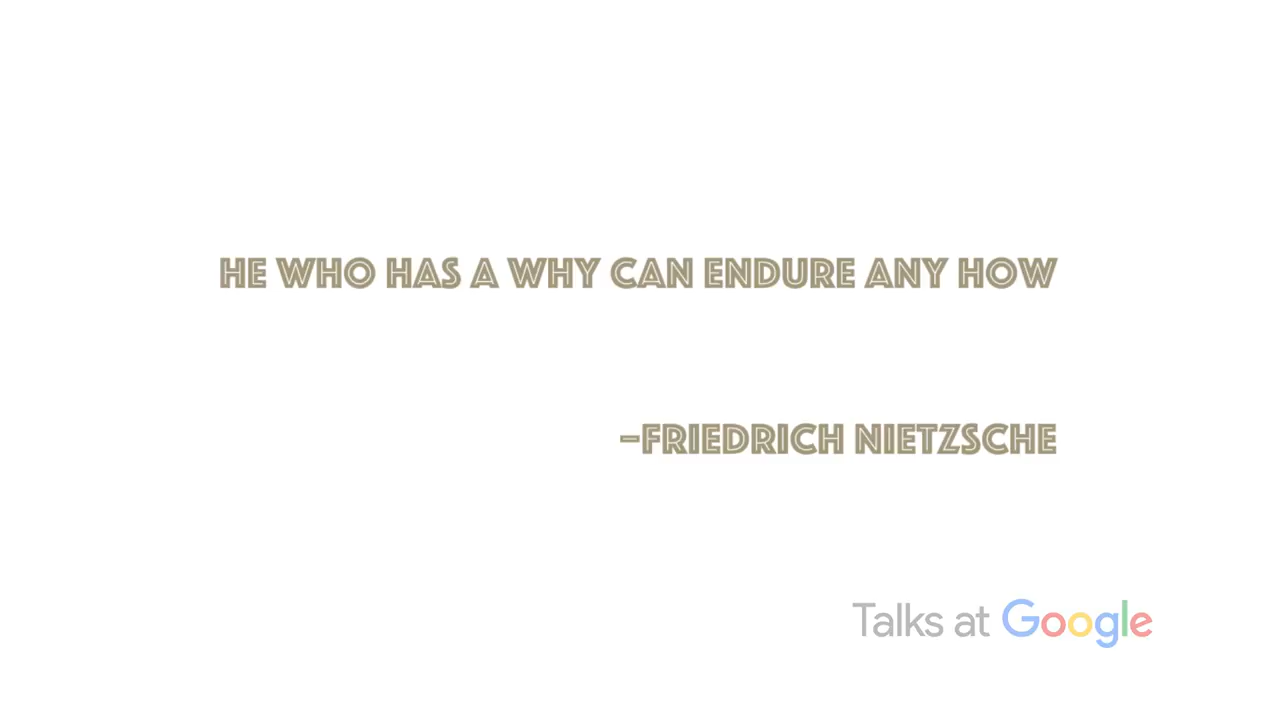 HE WHO HAS A WHY CAN ENDURE ANY HOW
-FRIEDRICH NIETZSCHE
Talks at Google